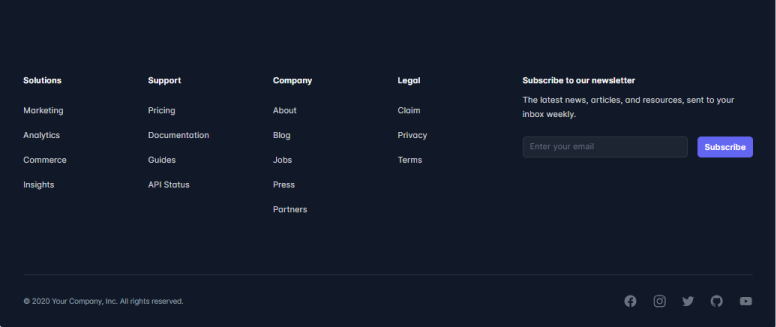 Solutions
Marketing
Analytics
Commerce
Insights
Support
Pricing
Documentation
Guides
API Status
Company
About
Blog
Jobs
Press
Partners
Legal
Claim
Privacy
Terms
Subscribe to our newsletter
The latest news, articles, and resources, sent to your
inbox weekly.
Enter your email
Subscribe
© 2020 Your Company, Inc. All rights reserved.